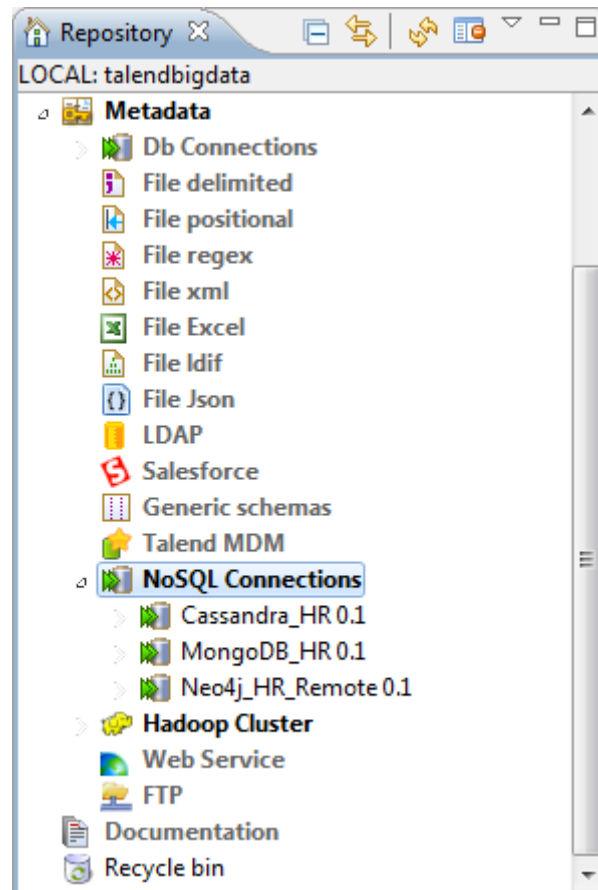 Repository
LOCAL: talendbigdata
Metadata
Db Connections
File delimited
File positional
File regex
File xml
File Excel
File ldif
File Json
LDAP
Salesforce
Generic schemas
Talend MDM
NoSQL Connections
Cassandra_HR 0.1
MongoDB_HR 0.1
Neo4j_HR_Remote 0.1
Hadoop Cluster
Web Service
FTP
Documentation
Recycle bin